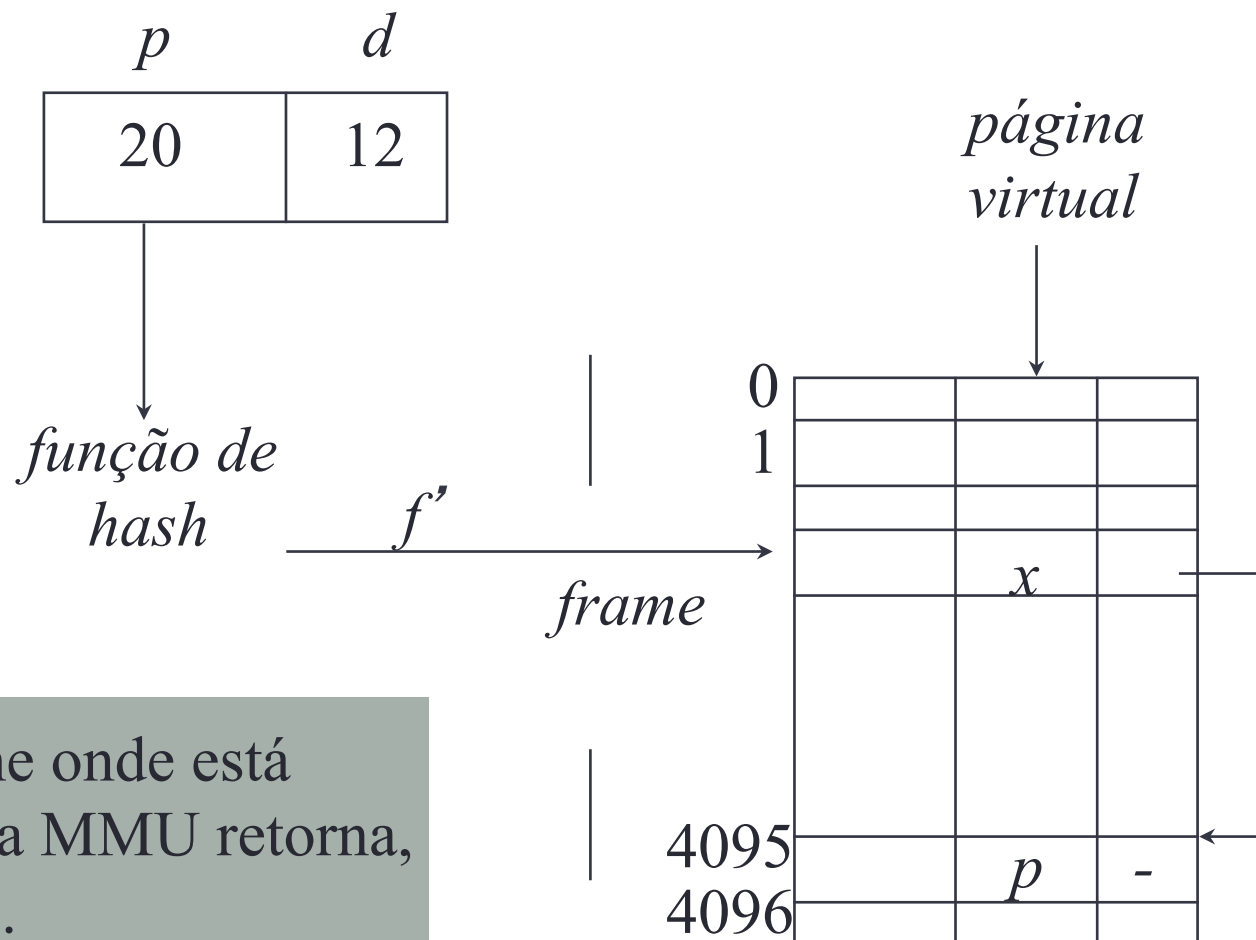 p d
20 12
página
virtual
0
1
função de
hash
f’
frame
x
e onde está
a MMU retorna,
.
4095
p -
4096